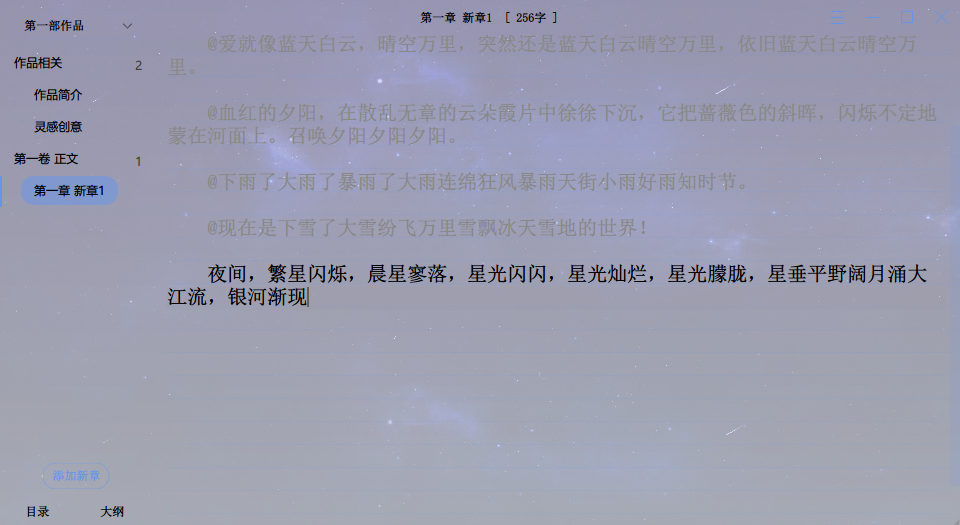 第一部作品
第一章 新章1 [ 256字 ]
作品相关 2
作品简介
灵感创意
第一卷 正文 1
第一章 新章1
@爱就像蓝天白云，晴空万里，突然还是蓝天白云晴空万里，依旧蓝天白云晴空万
里。
@血红的夕阳，在散乱无章的云朵霞片中徐徐下沉，它把蔷薇色的斜晖，闪烁不定地
蒙在河面上。召唤夕阳夕阳夕阳。
@下雨了大雨了暴雨了大雨连绵狂风暴雨天街小雨好雨知时节。
@现在是下雪了大雪纷飞万里雪飘冰天雪地的世界！
夜间，繁星闪烁，晨星寥落，星光闪闪，星光灿烂，星光朦胧，星垂平野阔月涌大
江流，银河渐现
添加新章
目录 大纲